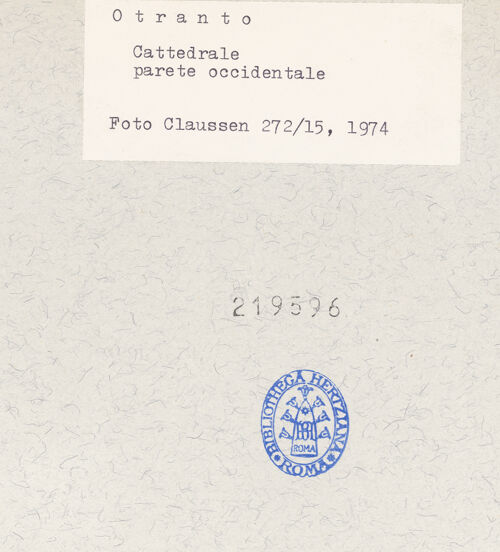 O t r a n t o
Cattedrale
parete occidentale
Foto Claussen 272/15, 1974
219596
BIBLIOTHECA HERTZIANA
ROMA
ROMA